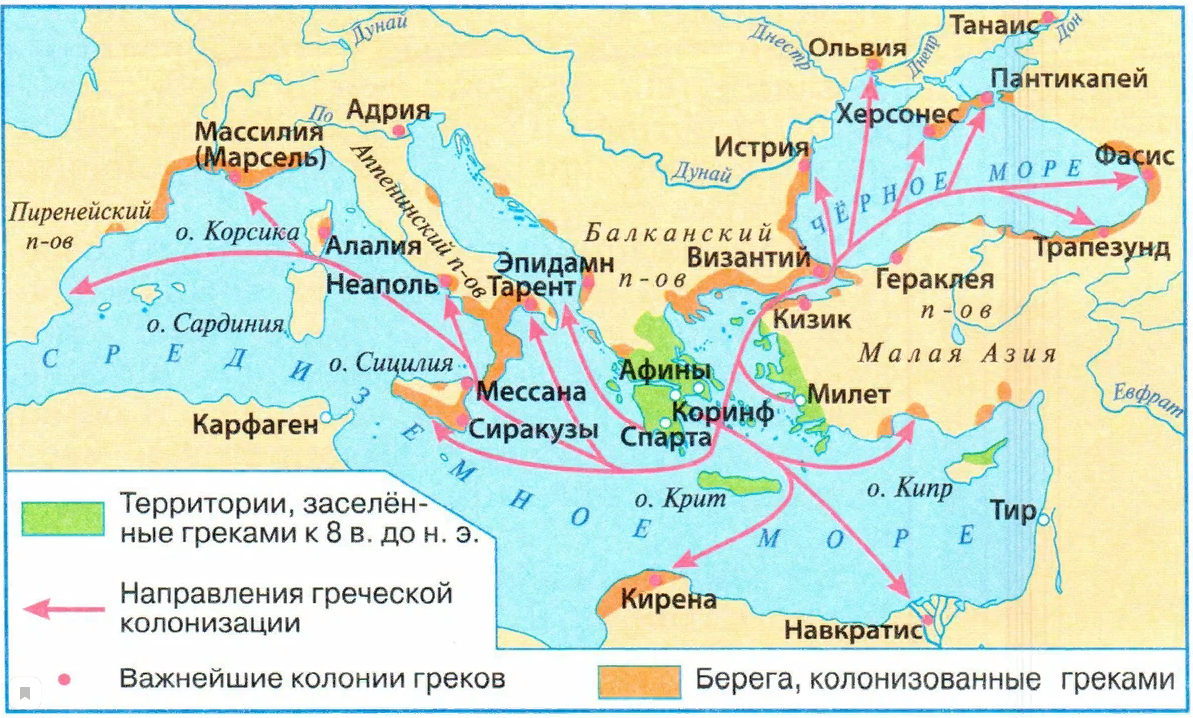 Дунай
Днестр
Ольвия
Днепр
Танаис
Дон
Пантикапей
По
Адрия
Херсонес
Массилия
(Марсель)
Истрия
Дунай
Фасис
Аппенинский п-ов
ЧЁРНОЕ МОРЕ
Пиренейский
п-ов
о. Корсика
Алалия
Балканский
п-ов
Византий
Трапезунд
Эпидамн
Неаполь
Тарент
Гераклея
п-ов
Кизик
о. Сардиния
Малая Азия
о. Сицилия
СРЕДИЗЕМНОЕ МОРЕ
Афины
Мессана
Милет
Евфрат
Карфаген
Коринф
Сиракузы
Спарта
о. Крит
о. Кипр
Тир
Кирена
Навкратис
Территории, заселён-
ные греками к 8 в. до н. э.
Направления греческой
колонизации
Важнейшие колонии греков
Берега, колонизованные греками